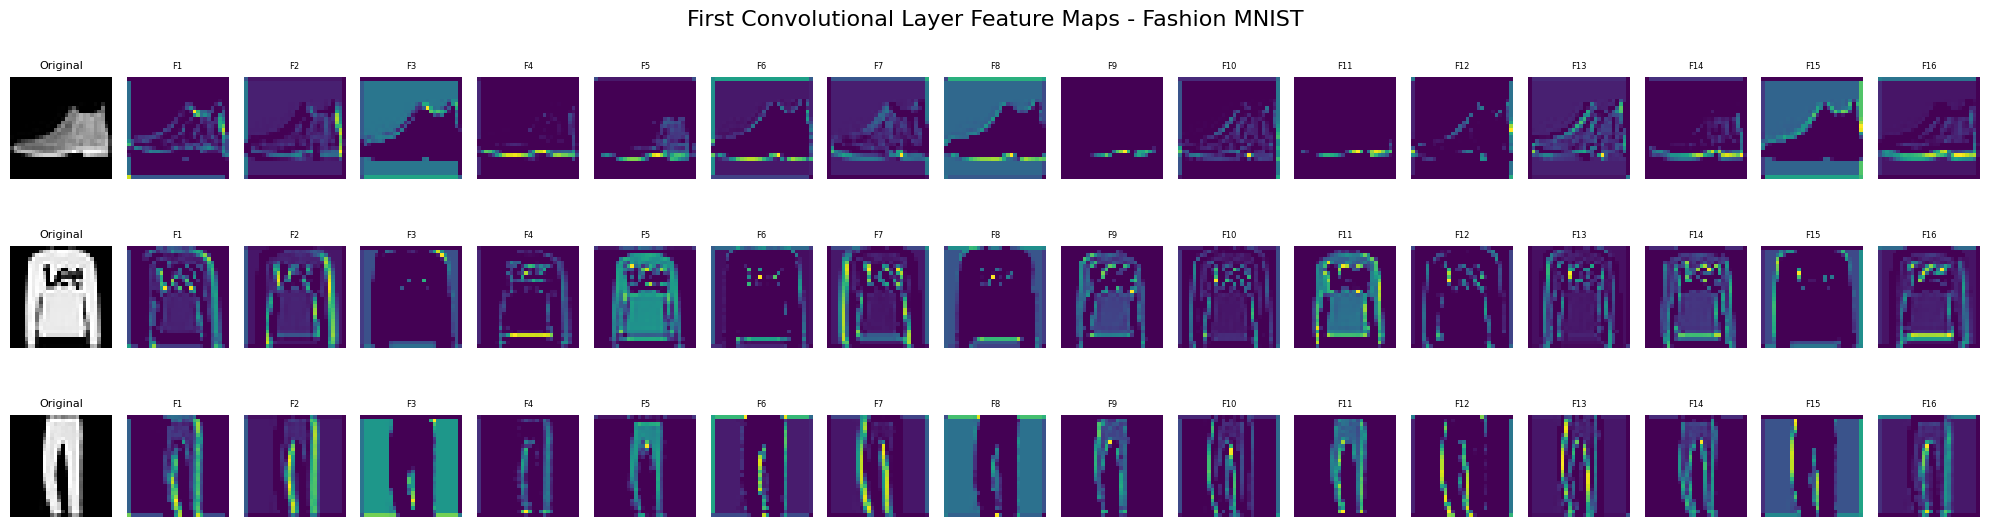 First Convolutional Layer Feature Maps - Fashion MNIST
Original F1 F2 F3 F4 F5 F6 F7 F8 F9 F10 F11 F12 F13 F14 F15 F16
Original F1 F2 F3 F4 F5 F6 F7 F8 F9 F10 F11 F12 F13 F14 F15 F16
Lee
Original F1 F2 F3 F4 F5 F6 F7 F8 F9 F10 F11 F12 F13 F14 F15 F16